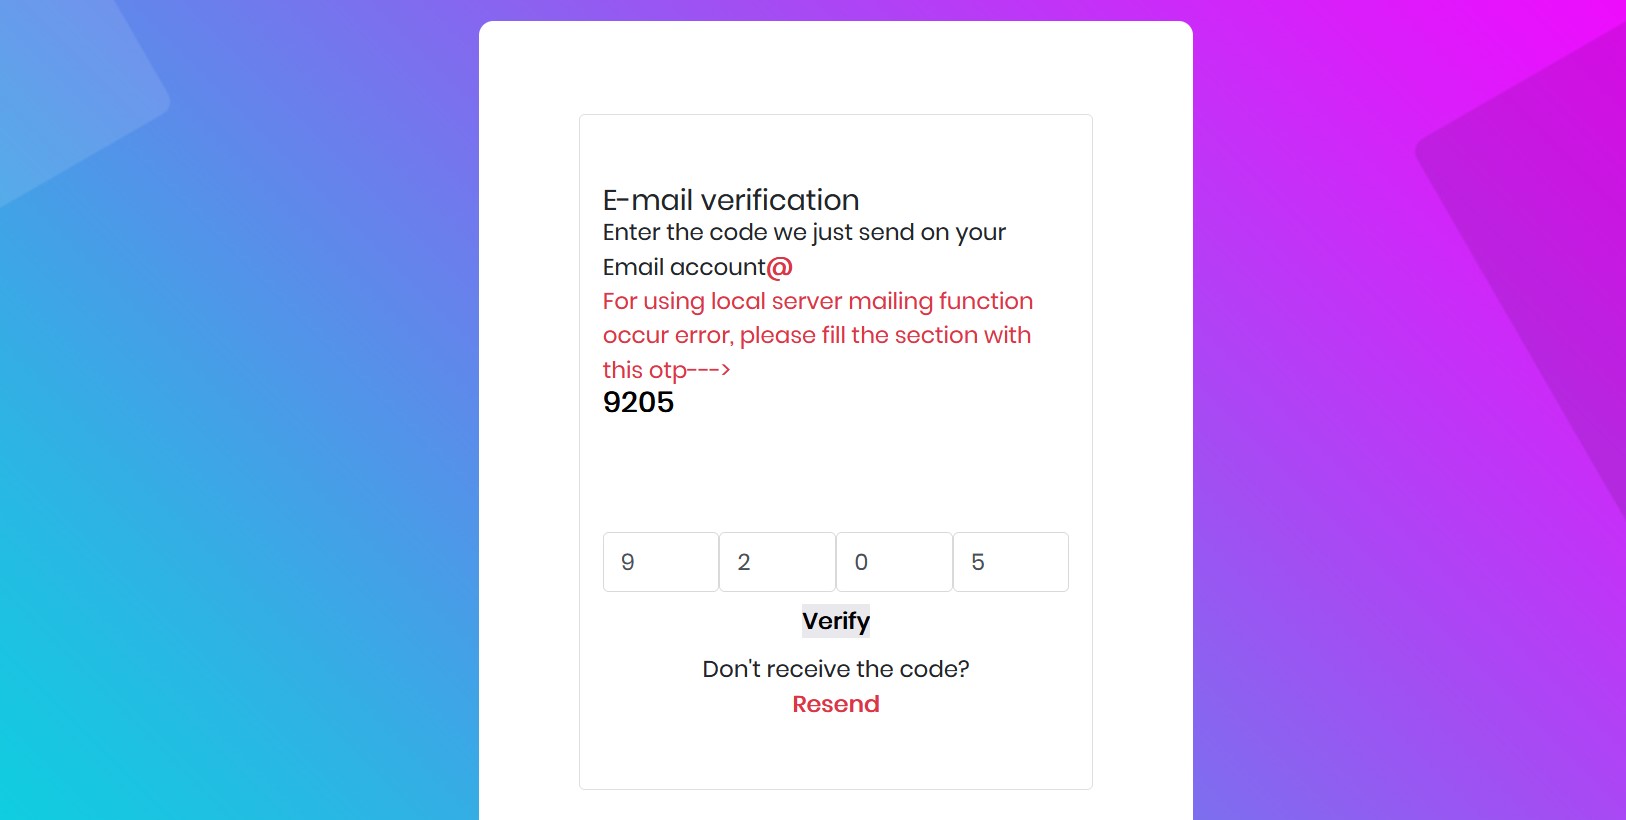 E-mail verification
Enter the code we just send on your
Email account@
For using local server mailing function
occur error, please fill the section with
this otp--->
9205
9 2 0 5
Verify
Don't receive the code?
Resend